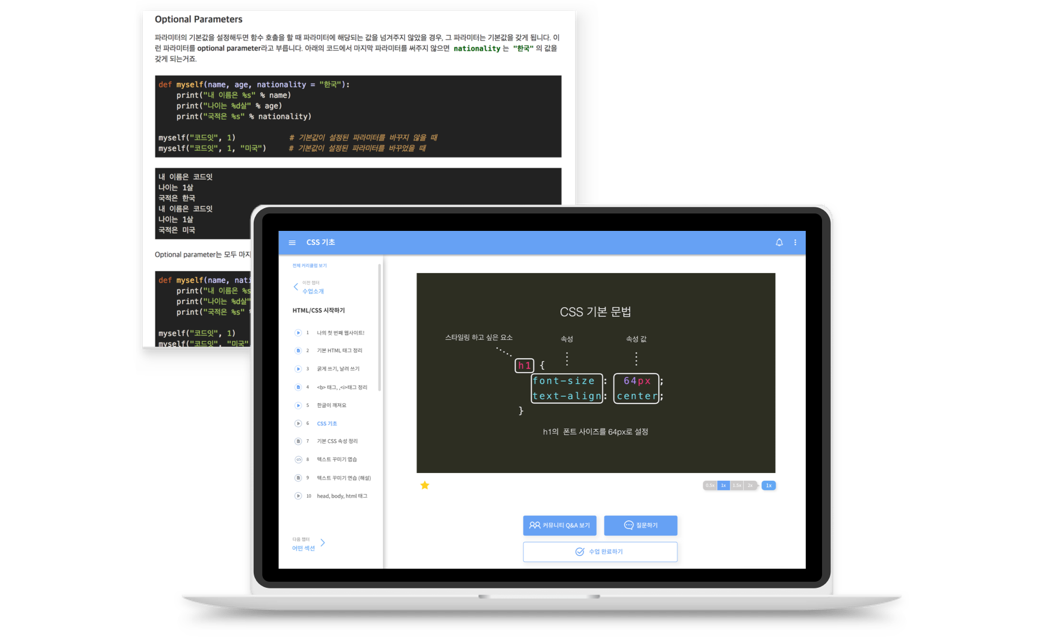 Optional Parameters
파라미터의 기본값을 설정해두면 함수 호출을 할 때 파라미터에 해당되는 값을 넘겨주지 않았을 경우, 그 파라미터는 기본값을 갖게 됩니다. 이
런 파라미터를 optional parameter라고 부릅니다. 아래의 코드에서 마지막 파라미터를 써주지 않으면 nationality 는 "한국" 의 값을
갖게 되는거죠.
def myself(name, age, nationality = "한국"):
print("내 이름은 %s" % name)
print("나이는 %d살" % age)
print("국적은 %s" % nationality)
myself("코드잇", 1) # 기본값이 설정된 파라미터를 바꾸지 않을 때
myself("코드잇", 1, "미국") # 기본값이 설정된 파라미터를 바꾸었을 때
내 이름은 코드잇
나이는 1살
국적은 한국
내 이름은 코드잇
나이는 1살
국적은 미국
Optional parameter는 모두 마지
def myself(name, nati
print("내 이름은 %s
print("나이는 %d살"
print("국적은 %s"
myself("코드잇", 1)
myself("코드잇", "미국"
CSS 기초
전체 커리큘럼 보기
이전 챕터
수업소개
HTML/CSS 시작하기
1 나의 첫 번째 웹사이트!
2 기본 HTML 태그 정리
3 굵게 쓰기, 날려 쓰기
4 <b> 태그, <i>태그 정리
5 한글이 깨져요
6 CSS 기초
7 기본 CSS 속성 정리
8 텍스트 꾸미기 연습
9 텍스트 꾸미기 연습 (해설)
10 head, body, html 태그
다음 챕터
어떤 섹션
CSS 기본 문법
스타일링 하고 싶은 요소
속성
속성 값
h1 {
font-size : 64px ;
text-align: center;
}
h1의 폰트 사이즈를 64px로 설정
1x
커뮤니티 Q&A 보기
질문하기
수업 완료하기